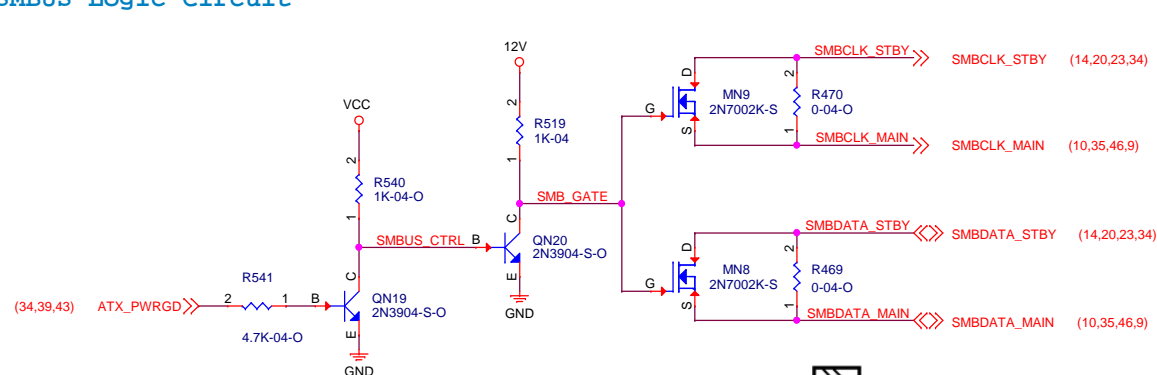 SMBUS Logic Circuit
12V
VCC
2
R519
1K-04
1
2
R540
1K-04-O
1
SMBUS_CTRL
B
C
QN20
2N3904-S-O
E
GND
SMB_GATE
(34,39,43)
ATX_PWRGD
2
R541
1
4.7K-04-O
B
C
QN19
2N3904-S-O
E
GND
G
D
S
MN9
2N7002K-S
2
R470
0-04-O
1
SMBCLK_STBY
SMBCLK_STBY
(14,20,23,34)
SMBCLK_MAIN
SMBCLK_MAIN
(10,35,46,9)
G
D
S
MN8
2N7002K-S
2
R469
0-04-O
1
SMBDATA_STBY
SMBDATA_STBY
(14,20,23,34)
SMBDATA_MAIN
SMBDATA_MAIN
(10,35,46,9)